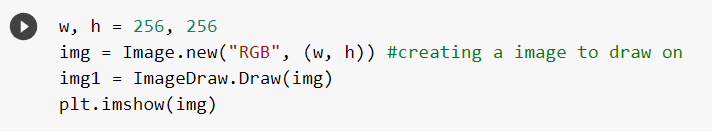 w, h = 256, 256
img = Image.new("RGB", (w, h)) #creating a image to draw on
img1 = ImageDraw.Draw(img)
plt.imshow(img)